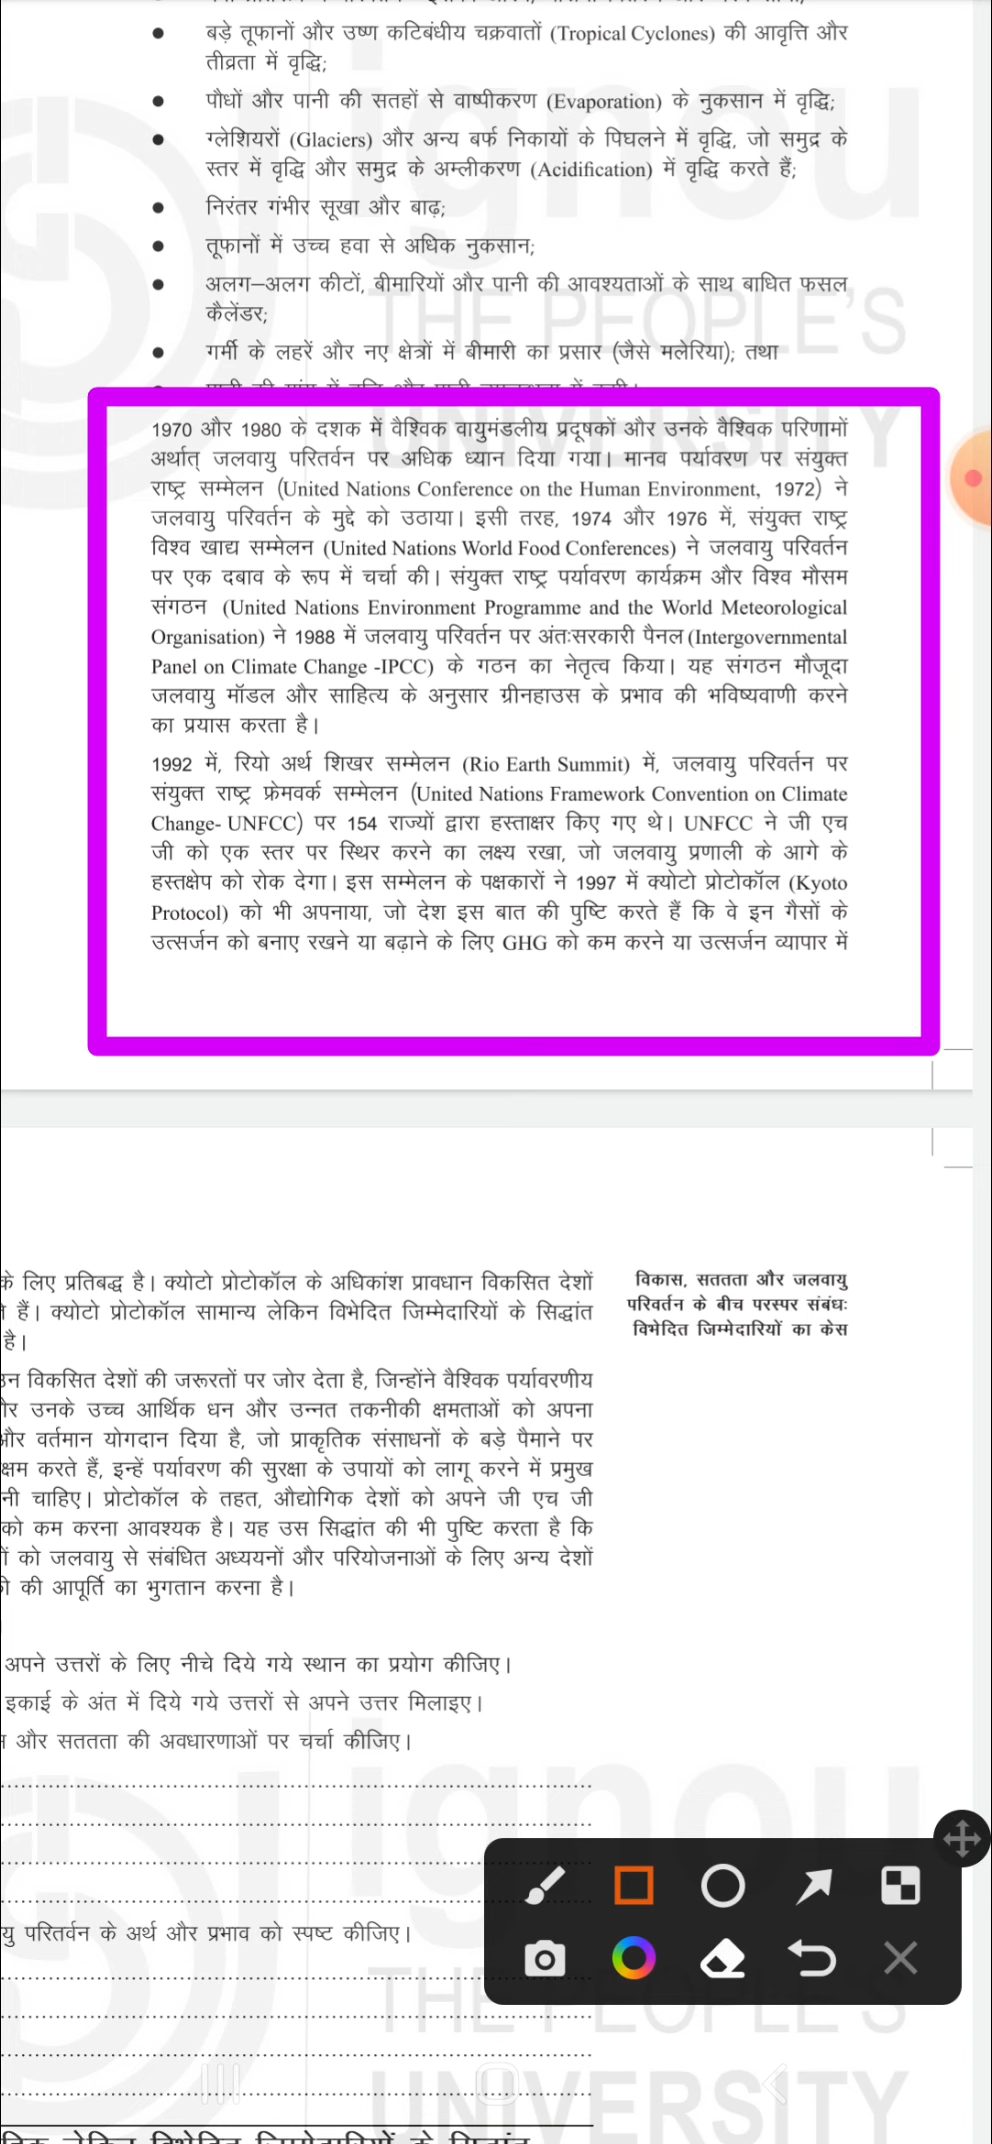 बड़े तूफानों और उष्ण कटिबंधीय चक्रवातों (Tropical Cyclones) की आवृत्ति और
तीव्रता में वृद्धि;
पौधों और पानी की सतहों से वाष्पीकरण (Evaporation) के नुकसान में वृद्धि;
ग्लेशियरों (Glaciers) और अन्य बर्फ निकायों के पिघलने में वृद्धि, जो समुद्र के
स्तर में वृद्धि और समुद्र के अम्लीकरण (Acidification) में वृद्धि करते हैं;
निरंतर गंभीर सूखा और बाढ़;
तूफानों में उच्च हवा से अधिक नुकसान;
अलग–अलग कीटों, बीमारियों और पानी की आवश्यताओं के साथ बाधित फसल
कैलेंडर;
गर्मी के लहरें और नए क्षेत्रों में बीमारी का प्रसार (जैसे मलेरिया); तथा
1970 और 1980 के दशक में वैश्विक वायुमंडलीय प्रदूषकों और उनके वैश्विक परिणामों
अर्थात् जलवायु परितर्वन पर अधिक ध्यान दिया गया। मानव पर्यावरण पर संयुक्त
राष्ट्र सम्मेलन (United Nations Conference on the Human Environment, 1972) ने
जलवायु परिवर्तन के मुद्दे को उठाया। इसी तरह, 1974 और 1976 में, संयुक्त राष्ट्र
विश्व खाद्य सम्मेलन (United Nations World Food Conferences) ने जलवायु परिवर्तन
पर एक दबाव के रूप में चर्चा की। संयुक्त राष्ट्र पर्यावरण कार्यक्रम और विश्व मौसम
संगठन (United Nations Environment Programme and the World Meteorological
Organisation) ने 1988 में जलवायु परिवर्तन पर अंतःसरकारी पैनल (Intergovernmental
Panel on Climate Change -IPCC) के गठन का नेतृत्व किया। यह संगठन मौजूदा
जलवायु मॉडल और साहित्य के अनुसार ग्रीनहाउस के प्रभाव की भविष्यवाणी करने
का प्रयास करता है।
1992 में, रियो अर्थ शिखर सम्मेलन (Rio Earth Summit) में, जलवायु परिवर्तन पर
संयुक्त राष्ट्र फ्रेमवर्क सम्मेलन (United Nations Framework Convention on Climate
Change- UNFCC) पर 154 राज्यों द्वारा हस्ताक्षर किए गए थे। UNFCC ने जी एच
जी को एक स्तर पर स्थिर करने का लक्ष्य रखा, जो जलवायु प्रणाली के आगे के
हस्तक्षेप को रोक देगा। इस सम्मेलन के पक्षकारों ने 1997 में क्योटो प्रोटोकॉल (Kyoto
Protocol) को भी अपनाया, जो देश इस बात की पुष्टि करते हैं कि वे इन गैसों के
उत्सर्जन को बनाए रखने या बढ़ाने के लिए GHG को कम करने या उत्सर्जन व्यापार में
के लिए प्रतिबद्ध है। क्योटो प्रोटोकॉल के अधिकांश प्रावधान विकसित देशों
हैं। क्योटो प्रोटोकॉल सामान्य लेकिन विभेदित जिम्मेदारियों के सिद्धांत
है।
विकास, सततता और जलवायु
परिवर्तन के बीच परस्पर संबंधः
विभेदित जिम्मेदारियों का केस
विकसित देशों की जरूरतों पर जोर देता है, जिन्होंने वैश्विक पर्यावरणीय
उनके उच्च आर्थिक धन और उन्नत तकनीकी क्षमताओं को अपना
और वर्तमान योगदान दिया है, जो प्राकृतिक संसाधनों के बड़े पैमाने पर
क्षम करते हैं, इन्हें पर्यावरण की सुरक्षा के उपायों को लागू करने में प्रमुख
नी चाहिए। प्रोटोकॉल के तहत, औद्योगिक देशों को अपने जी एच जी
को कम करना आवश्यक है। यह उस सिद्धांत की भी पुष्टि करता है कि
को जलवायु से संबंधित अध्ययनों और परियोजनाओं के लिए अन्य देशों
की आपूर्ति का भुगतान करना है।
अपने उत्तरों के लिए नीचे दिये गये स्थान का प्रयोग कीजिए।
इकाई के अंत में दिये गये उत्तरों से अपने उत्तर मिलाइए।
और सततता की अवधारणाओं पर चर्चा कीजिए।
यु परितर्वन के अर्थ और प्रभाव को स्पष्ट कीजिए।
ignou
THE PEOPLE'S
UNIVERSITY